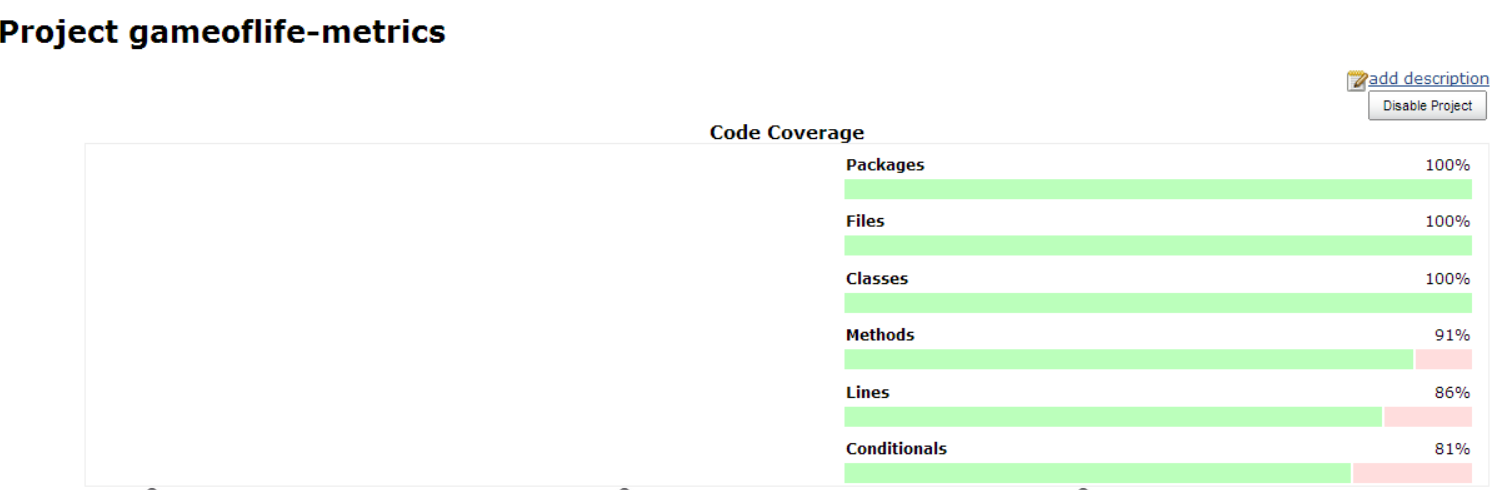 Project gameoflife-metrics
add description
Disable Project
Code Coverage
Packages 100%
Files 100%
Classes 100%
Methods 91%
Lines 86%
Conditionals 81%